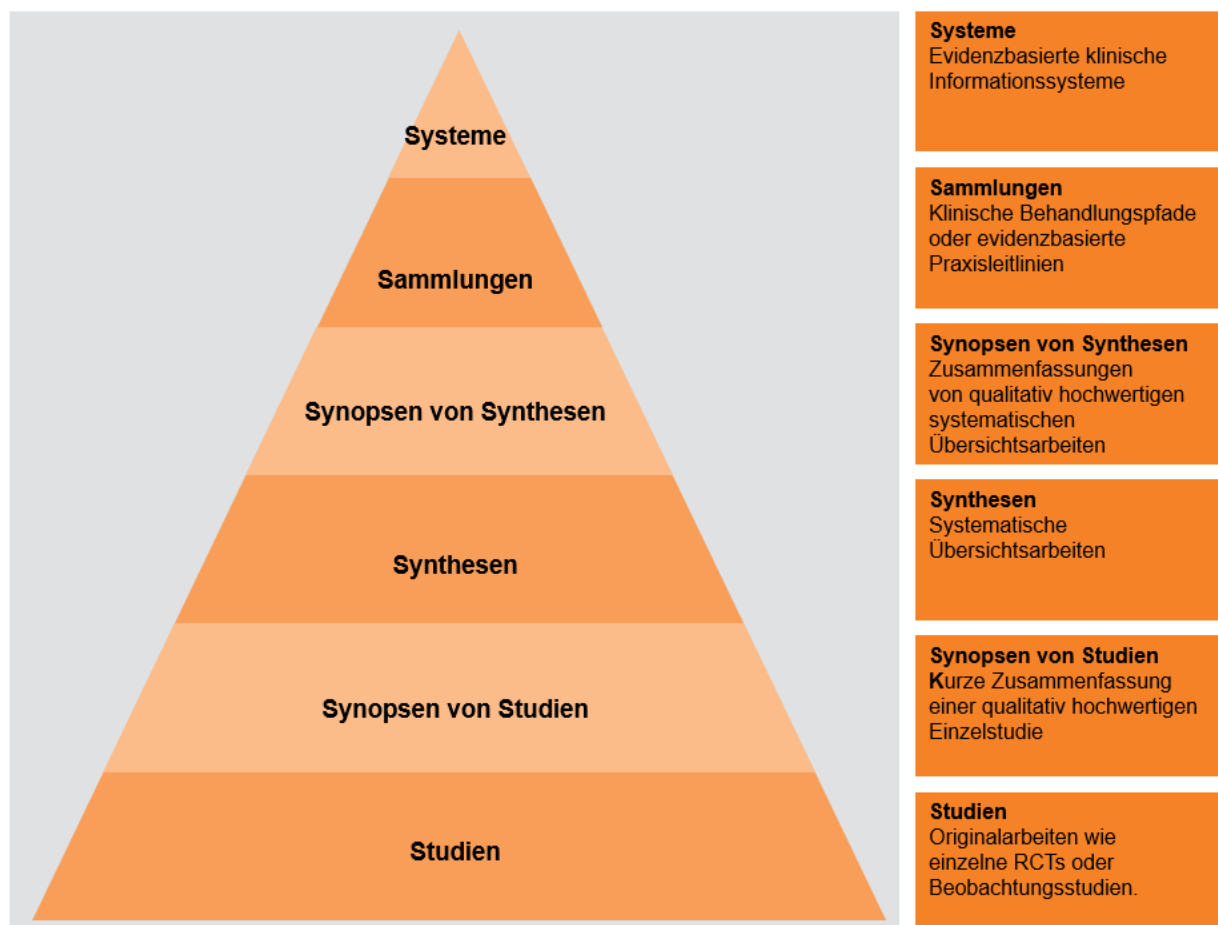 Systeme
Sammlungen
Synopsen von Synthesen
Synthesen
Synopsen von Studien
Studien
Systeme
Evidenzbasierte klinische
Informationssysteme
Sammlungen
Klinische Behandlungspfade
oder evidenzbasierte
Praxisleitlinien
Synopsen von Synthesen
Zusammenfassungen
von qualitativ hochwertigen
systematischen
Übersichtsarbeiten
Synthesen
Systematische
Übersichtsarbeiten
Synopsen von Studien
Kurze Zusammenfassung
einer qualitativ hochwertigen
Einzelstudie
Studien
Originalarbeiten wie
einzelne RCTs oder
Beobachtungsstudien.